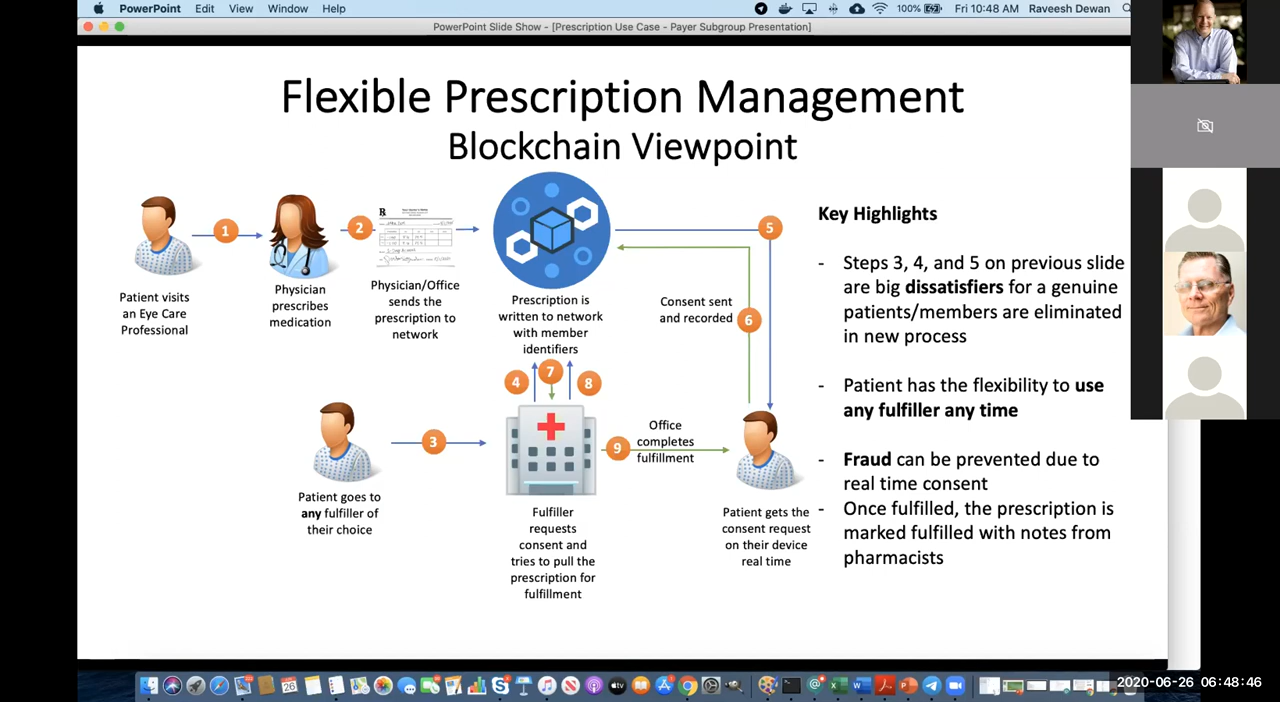 PowerPoint Edit View Window Help 100% Fri 10:48 AM Raveesh Dewan
PowerPoint Slide Show - [Prescription Use Case - Payer Subgroup Presentation]
Flexible Prescription Management
Blockchain Viewpoint
1
2
5
Patient visits
an Eye Care
Professional
Physician
prescribes
medication
Physician/Office
sends the
prescription to
network
Prescription is
written to network
with member
identifiers
Consent sent
and recorded
6
4
7
8
3
9
Office
completes
fulfillment
Patient goes to
any fulfiller of
their choice
Fulfiller
requests
consent and
tries to pull the
prescription for
fulfillment
Patient gets the
consent request
on their device
real time
Key Highlights
- Steps 3, 4, and 5 on previous slide
are big dissatisfiers for a genuine
patients/members are eliminated
in new process
- Patient has the flexibility to use
any fulfiller any time
- Fraud can be prevented due to
real time consent
- Once fulfilled, the prescription is
marked fulfilled with notes from
pharmacists
26
2020-06-26 06:48:46